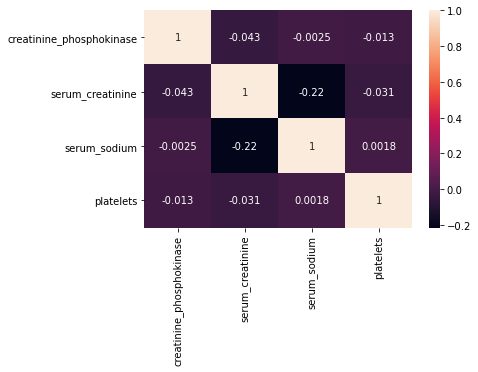 creatinine_phosphokinase 1 -0.043 -0.0025 -0.013
serum_creatinine -0.043 1 -0.22 -0.031
serum_sodium -0.0025 -0.22 1 0.0018
platelets -0.013 -0.031 0.0018 1
creatinine_phosphokinase
serum_creatinine
serum_sodium
platelets
1.0
0.8
0.6
0.4
0.2
0.0
-0.2